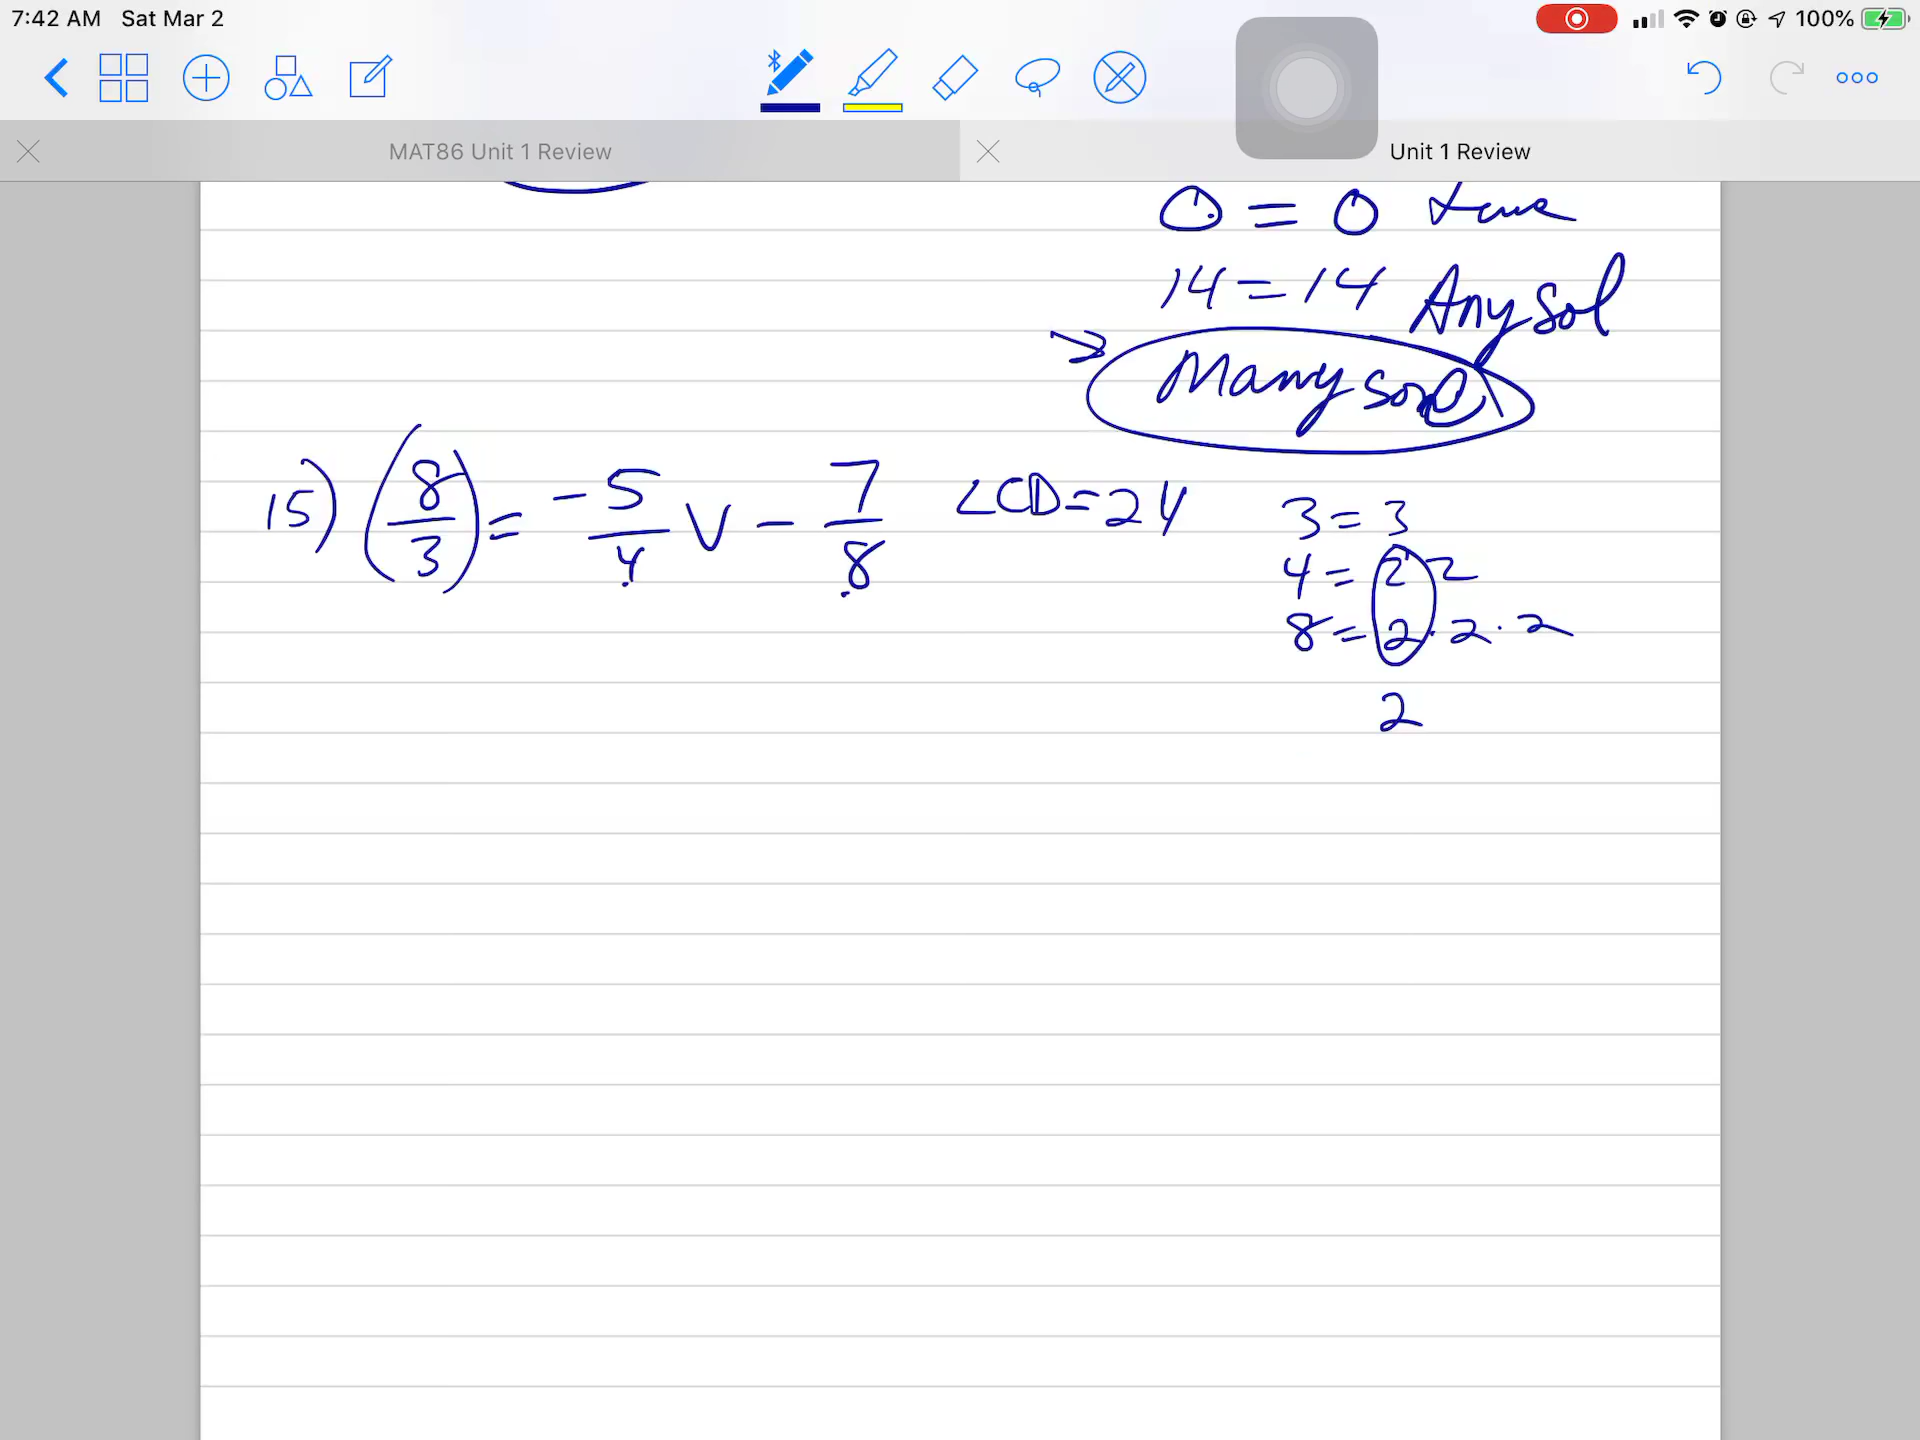 7:42 AM Sat Mar 2
100%
MAT86 Unit 1 Review
Unit 1 Review
0 = 0 true
14 = 14 Any Sol
Many
15) (8/3) = -5/4 V - 7/8 LCD = 24
3 = 3
4 = 2 2
8 = 2 · 2 · 2
2